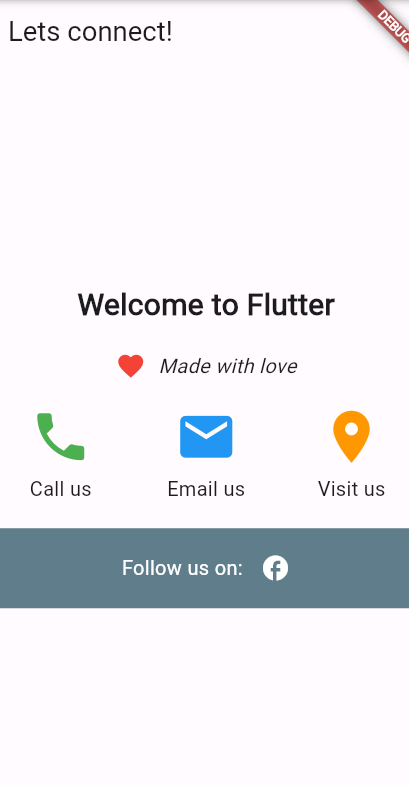 Lets connect!
DEBUG
Welcome to Flutter
Made with love
Call us
Email us
Visit us
Follow us on: